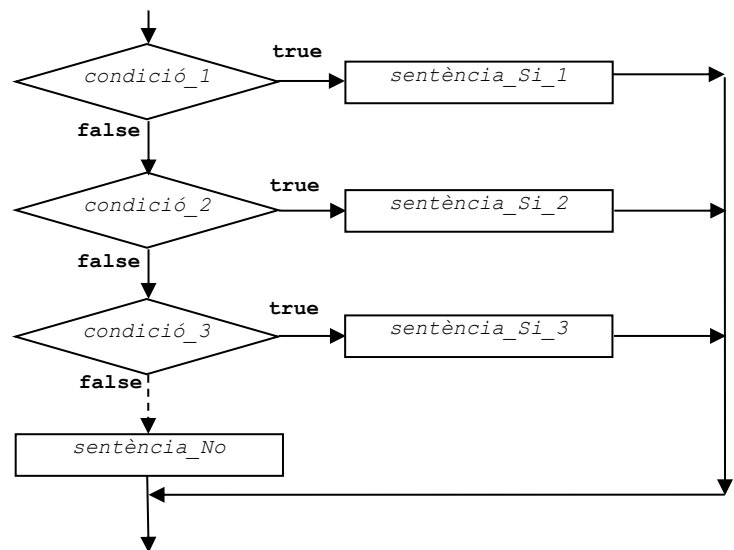 true
condició_1
sentència_Si_1
false
true
condició_2
sentència_Si_2
false
true
condició_3
sentència_Si_3
false
sentència_No